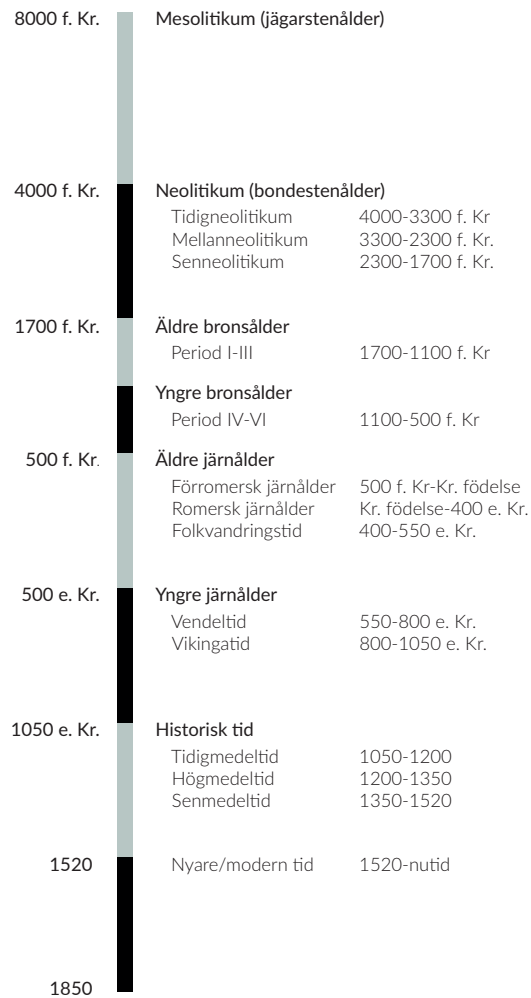 8000 f. Kr. Mesolitikum (jägarstenålder)
4000 f. Kr. Neolitikum (bondestenålder)
Tidigneolitikum 4000-3300 f. Kr
Mellanneolitikum 3300-2300 f. Kr.
Senneolitikum 2300-1700 f. Kr.
1700 f. Kr. Äldre bronsålder
Period I-III 1700-1100 f. Kr
Yngre bronsålder
Period IV-VI 1100-500 f. Kr
500 f. Kr. Äldre järnålder
Förromersk järnålder 500 f. Kr-Kr. födelse
Romersk järnålder Kr. födelse-400 e. Kr.
Folkvandringstid 400-550 e. Kr.
500 e. Kr. Yngre järnålder
Vendeltid 550-800 e. Kr.
Vikingatid 800-1050 e. Kr.
1050 e. Kr. Historisk tid
Tidigmedeltid 1050-1200
Högmedeltid 1200-1350
Senmedeltid 1350-1520
1520 Nyare/modern tid 1520-nutid
1850